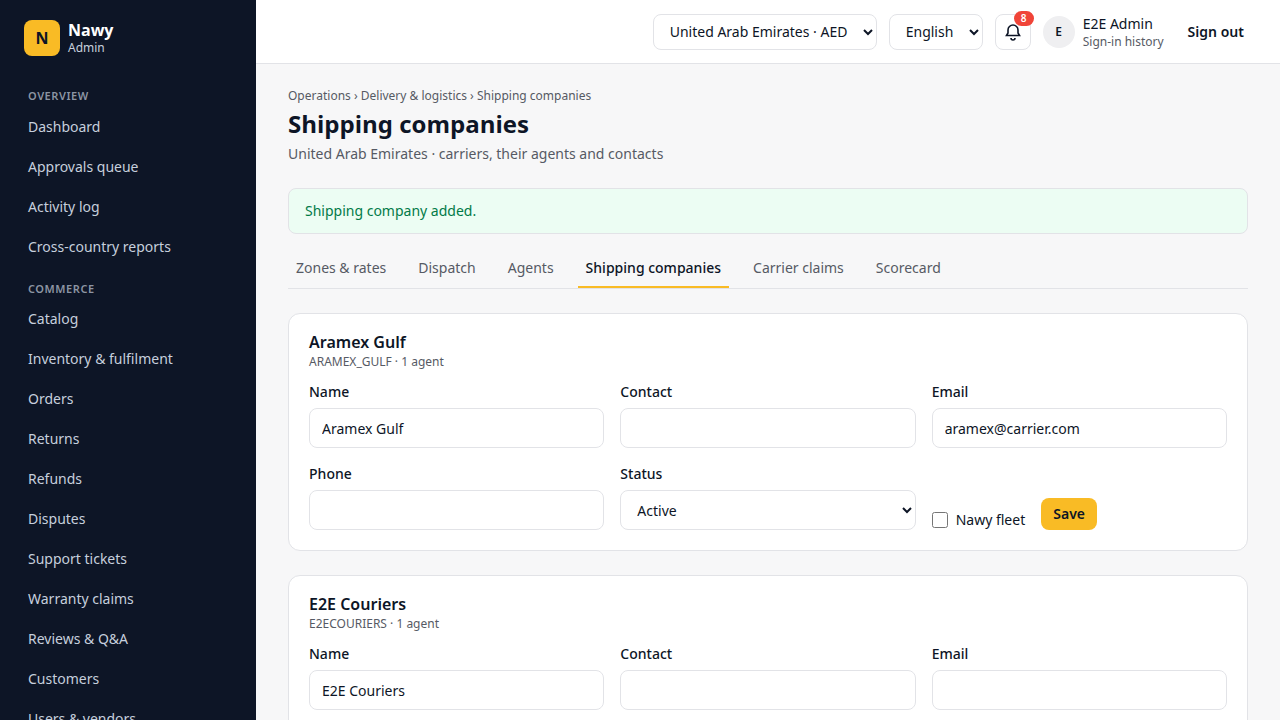 N
Nawy
Admin
OVERVIEW
Dashboard
Approvals queue
Activity log
Cross-country reports
COMMERCE
Catalog
Inventory & fulfilment
Orders
Returns
Refunds
Disputes
Support tickets
Warranty claims
Reviews & Q&A
Customers
Users & vendors
United Arab Emirates · AED
English
8
E
E2E Admin
Sign-in history
Sign out
Operations › Delivery & logistics › Shipping companies
Shipping companies
United Arab Emirates · carriers, their agents and contacts
Shipping company added.
Zones & rates Dispatch Agents Shipping companies Carrier claims Scorecard
Aramex Gulf
ARAMEX_GULF · 1 agent
Name Contact Email
Aramex Gulf aramex@carrier.com
Phone Status
Active Nawy fleet Save
E2E Couriers
E2ECOURIERS · 1 agent
Name Contact Email
E2E Couriers